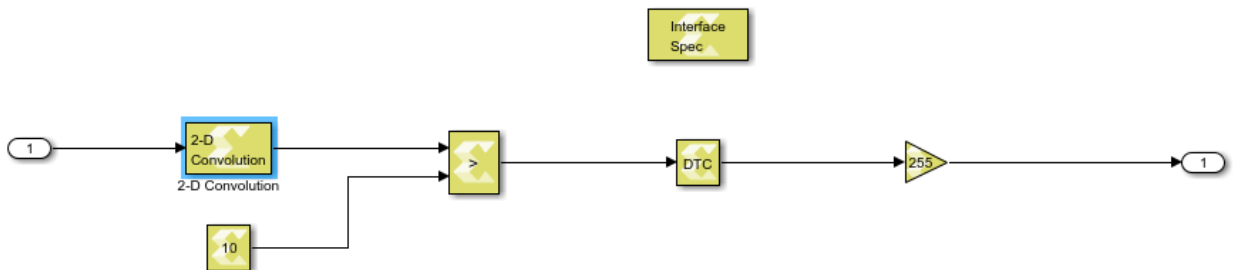 Interface
Spec
1
2-D
Convolution
2-D Convolution
>
DTC
255
1
10